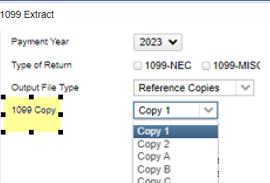 1099 Extract
Payment Year 2023
Type of Return 1099-NEC 1099-MISC
Output File Type Reference Copies
1099 Copy Copy 1
Copy 1
Copy 2
Copy A
Copy B
Copy C